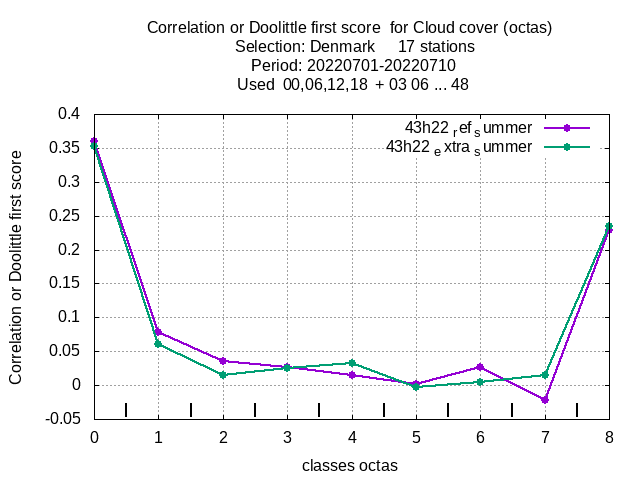 Correlation or Doolittle first score  for Cloud cover (octas)
Selection: Denmark     17 stations
Period: 20220701-20220710
Used  00,06,12,18  + 03 06 ... 48
43h22 ref summer
43h22 extra summer
Correlation or Doolittle first score
0.4
0.35
0.3
0.25
0.2
0.15
0.1
0.05
0
-0.05
0 1 2 3 4 5 6 7 8
classes octas